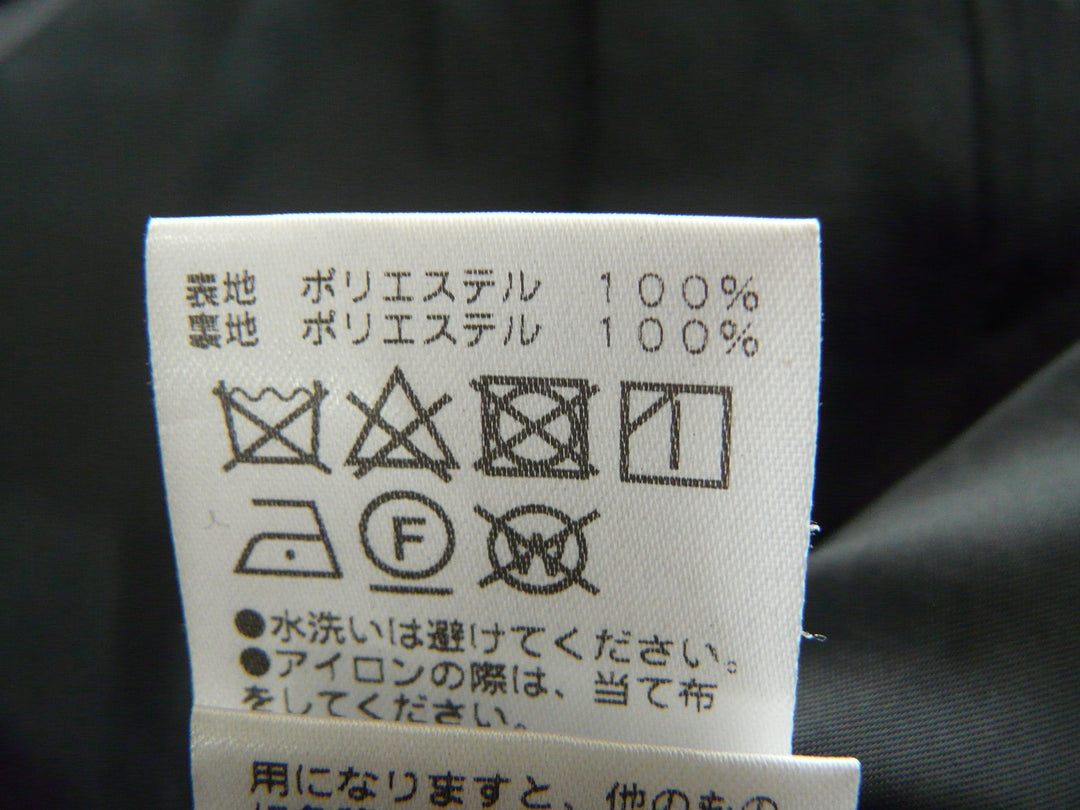 表地 ポリエステル 100%
裏地 ポリエステル 100%
F
W
●水洗いは避けてください。
●アイロンの際は、当て布
をしてください。
用になりますと、他のもの